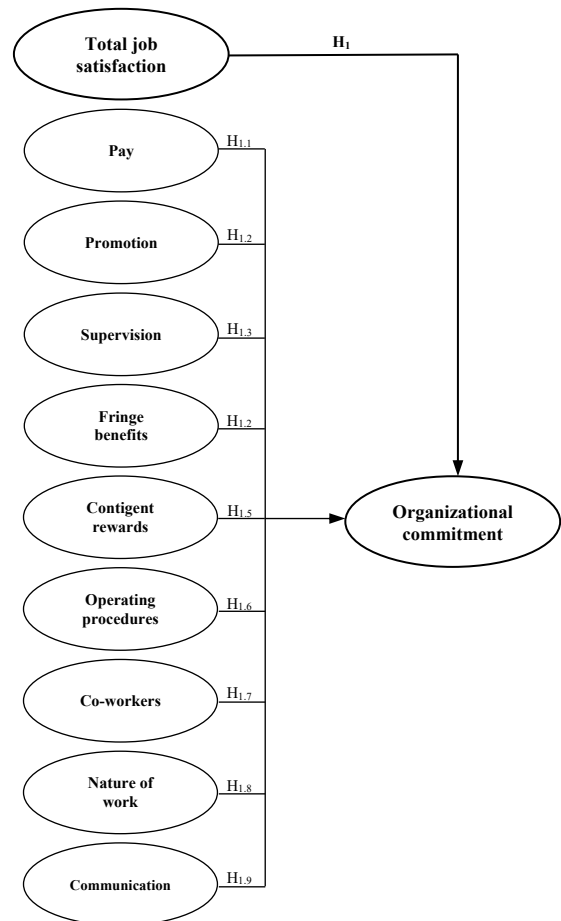 Total job
satisfaction
H1
Pay
H1.1
Promotion
H1.2
Supervision
H1.3
Fringe
benefits
H1.2
Contigent
rewards
H1.5
Organizational
commitment
Operating
procedures
H1.6
Co-workers
H1.7
Nature of
work
H1.8
Communication
H1.9